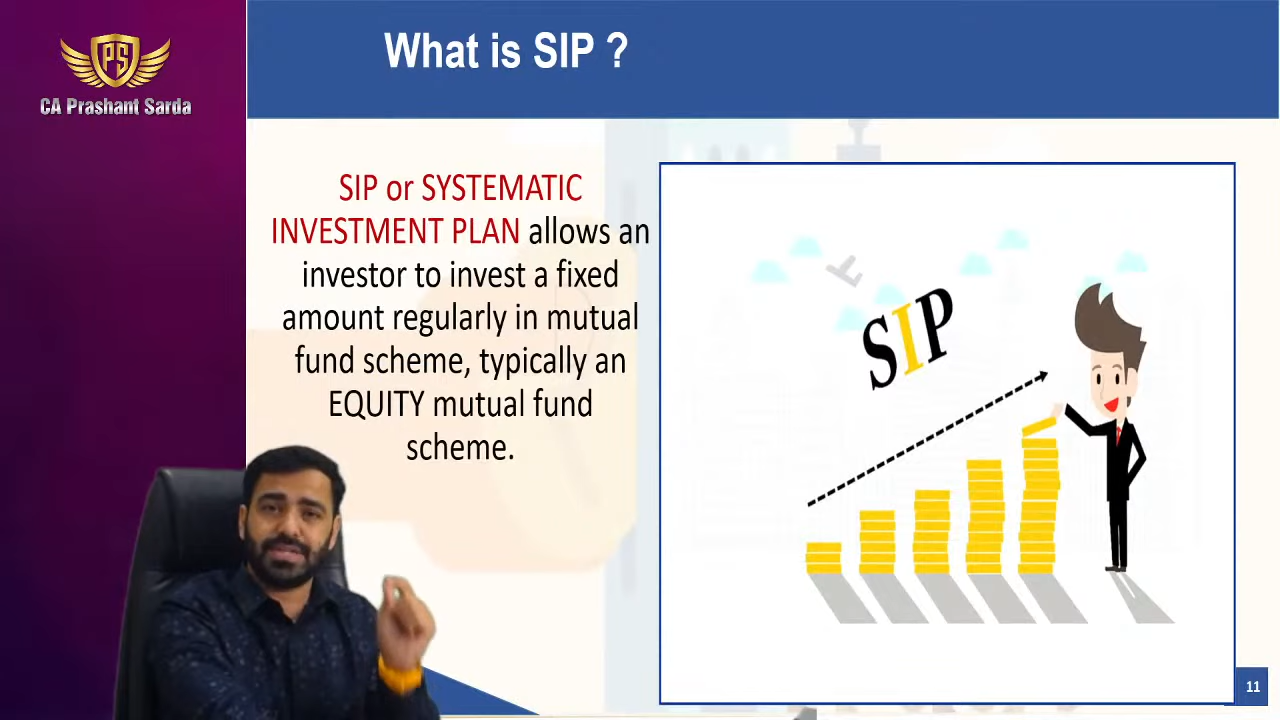 PS
CA Prashant Sarda
What is SIP ?
SIP or SYSTEMATIC
INVESTMENT PLAN allows an
investor to invest a fixed
amount regularly in mutual
fund scheme, typically an
EQUITY mutual fund
scheme.
SIP
11